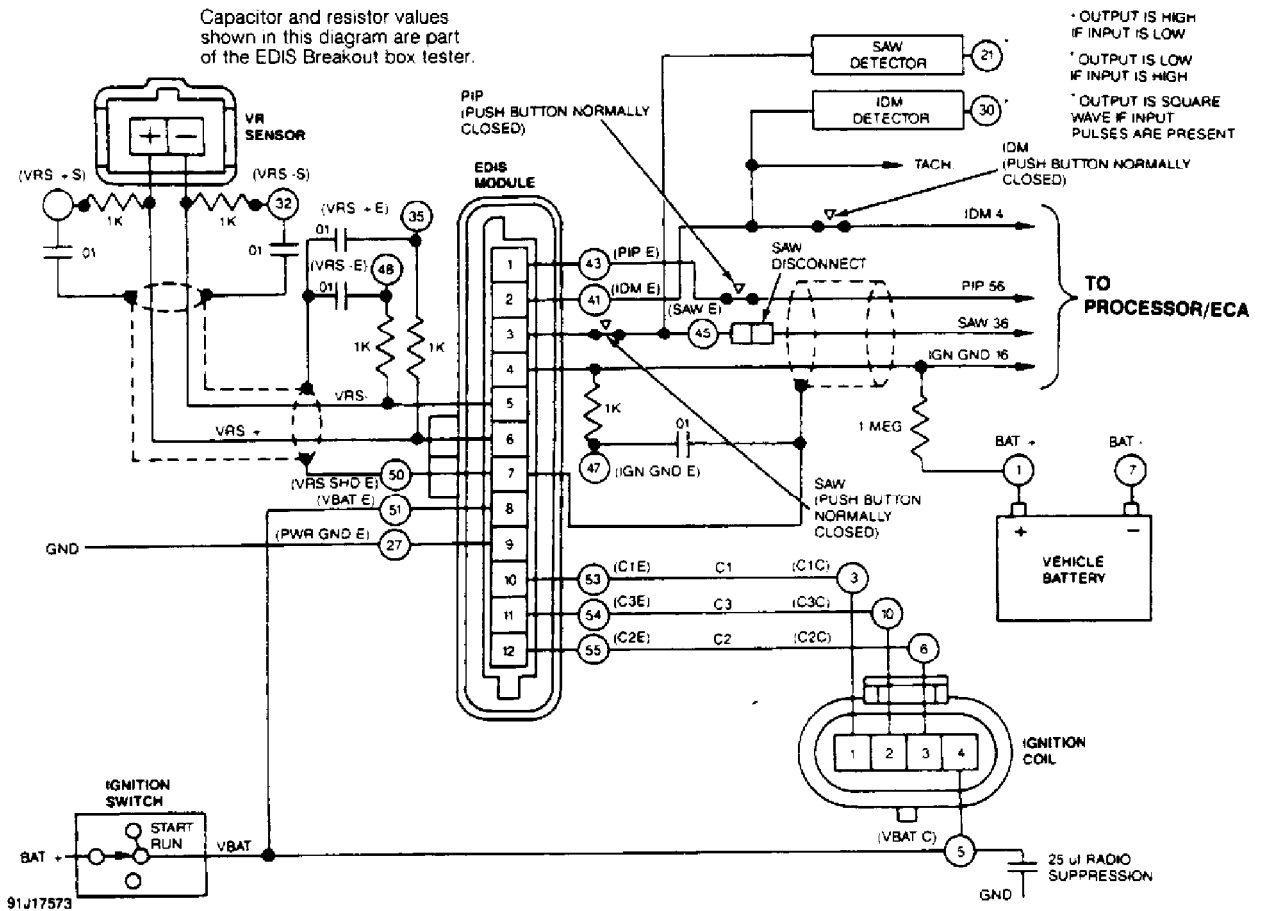 Capacitor and resistor values
shown in this diagram are part
of the EDIS Breakout box tester.
* OUTPUT IS HIGH
IF INPUT IS LOW
* OUTPUT IS LOW
IF INPUT IS HIGH
* OUTPUT IS SQUARE
WAVE IF INPUT
PULSES ARE PRESENT
SAW
DETECTOR
21
IDM
DETECTOR
30
TACH.
PIP
(PUSH BUTTON NORMALLY
CLOSED)
IDM
(PUSH BUTTON NORMALLY
CLOSED)
VR
SENSOR
+ −
(VRS + S)
(VRS -S)
32
1K
1K
.01
.01
(VRS + E)
35
.01
(VRS -E)
48
.01
1K
1K
EDIS
MODULE
1
2
3
4
5
6
7
8
9
10
11
12
43
(PIP E)
41
(IDM E)
(SAW E)
45
SAW
DISCONNECT
IDM 4
PIP 56
SAW 36
IGN GND 16
TO
PROCESSOR/ECA
1K
.01
47
(IGN GND E)
SAW
(PUSH BUTTON
NORMALLY
CLOSED)
1 MEG
BAT +
1
BAT -
7
+ −
VEHICLE
BATTERY
VRS-
VRS +
(VRS SHD E)
50
(VBAT E)
51
GND
(PWR GND E)
27
53
(C1E)
C1
(C1C)
3
54
(C3E)
C3
(C3C)
10
55
(C2E)
C2
(C2C)
6
1 2 3 4
IGNITION
COIL
(VBAT C)
5
25 uf RADIO
SUPPRESSION
GND
IGNITION
SWITCH
START
RUN
BAT +
VBAT
91J17573